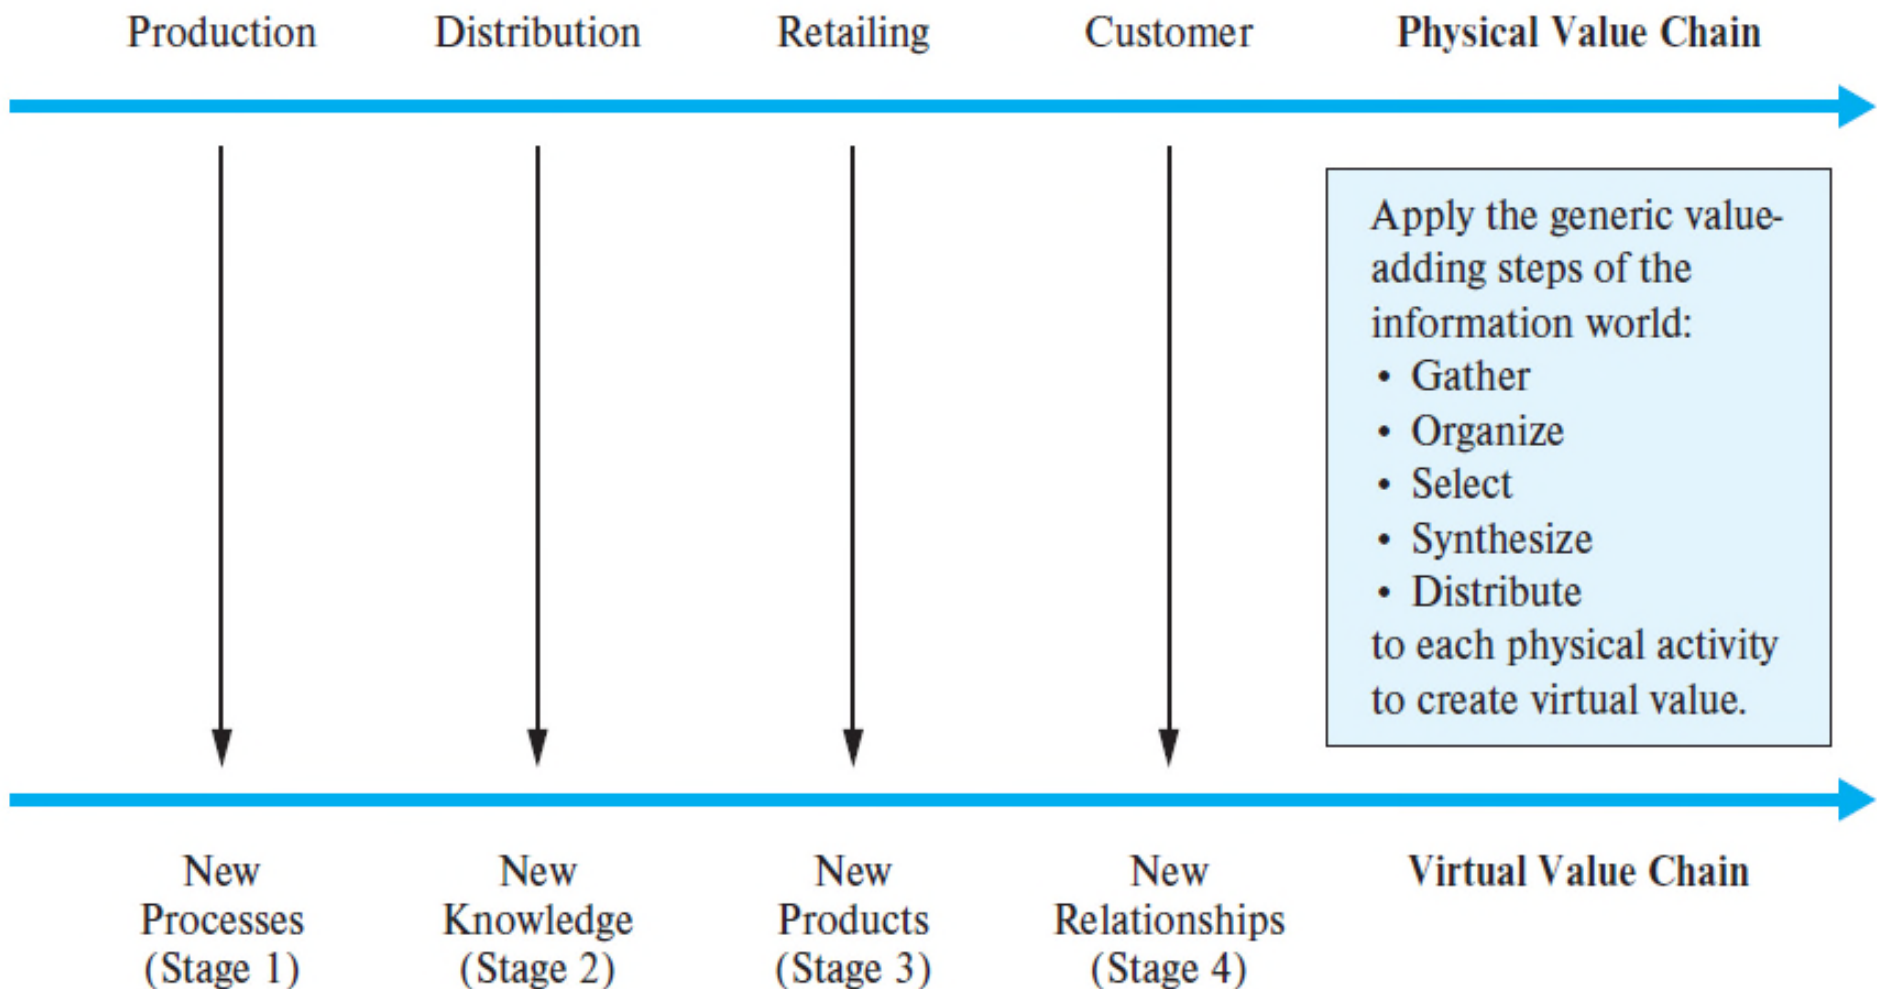 Production Distribution Retailing Customer Physical Value Chain
Apply the generic value-
adding steps of the
information world:
• Gather
• Organize
• Select
• Synthesize
• Distribute
to each physical activity
to create virtual value.
New Processes (Stage 1)
New Knowledge (Stage 2)
New Products (Stage 3)
New Relationships (Stage 4)
Virtual Value Chain